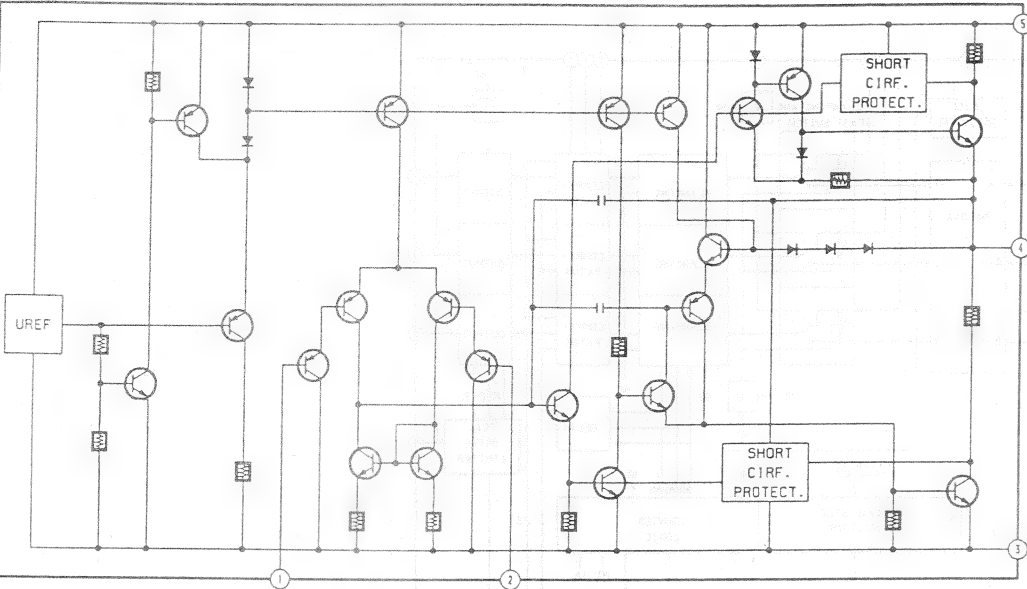 5
SHORT
CIRF.
PROTECT.
4
UREF
SHORT
CIRF.
PROTECT.
3
1
2